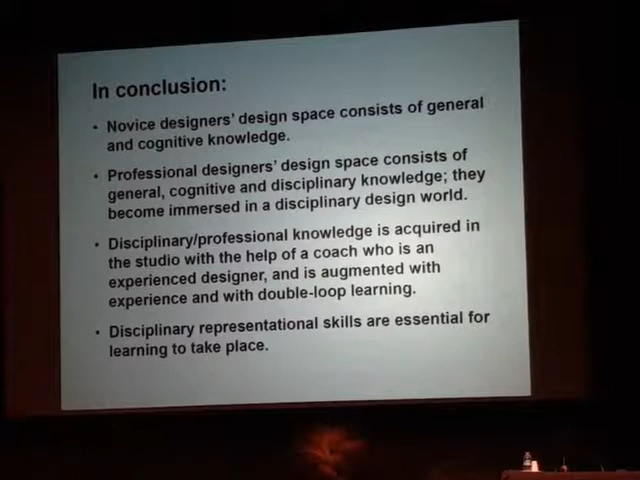 In conclusion:
• Novice designers' design space consists of general
and cognitive knowledge.
• Professional designers' design space consists of
general, cognitive and disciplinary knowledge; they
become immersed in a disciplinary design world.
• Disciplinary/professional knowledge is acquired in
the studio with the help of a coach who is an
experienced designer, and is augmented with
experience and with double-loop learning.
• Disciplinary representational skills are essential for
learning to take place.